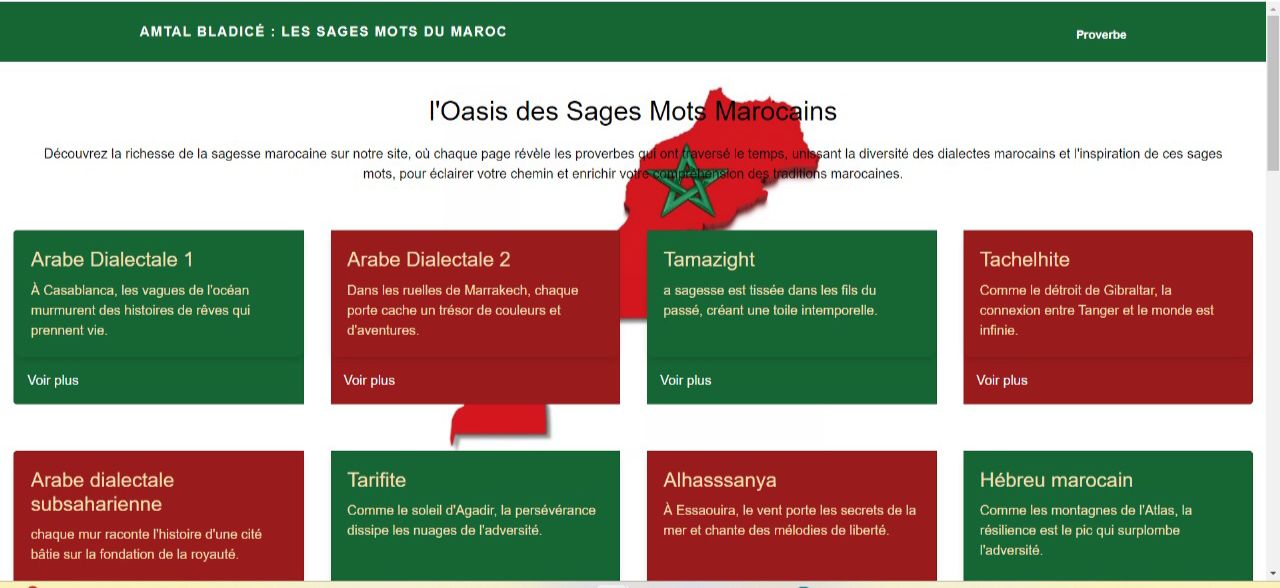 AMTAL BLADICÉ : LES SAGES MOTS DU MAROC
Proverbe
l'Oasis des Sages Mots Marocains
Découvrez la richesse de la sagesse marocaine sur notre site, où chaque page révèle les proverbes qui ont traversé le temps, unissant la diversité des dialectes marocains et l'inspiration de ces sages
mots, pour éclairer votre chemin et enrichir votre compréhension des traditions marocaines.
Arabe Dialectale 1
À Casablanca, les vagues de l'océan
murmurent des histoires de rêves qui
prennent vie.
Voir plus
Arabe Dialectale 2
Dans les ruelles de Marrakech, chaque
porte cache un trésor de couleurs et
d'aventures.
Voir plus
Tamazight
a sagesse est tissée dans les fils du
passé, créant une toile intemporelle.
Voir plus
Tachelhite
Comme le détroit de Gibraltar, la
connexion entre Tanger et le monde est
infinie.
Voir plus
Arabe dialectale
subsaharienne
chaque mur raconte l'histoire d'une cité
bâtie sur la fondation de la royauté.
Tarifite
Comme le soleil d'Agadir, la persévérance
dissipe les nuages de l'adversité.
Alhasssanya
À Essaouira, le vent porte les secrets de la
mer et chante des mélodies de liberté.
Hébreu marocain
Comme les montagnes de l'Atlas, la
résilience est le pic qui surplombe
l'adversité.